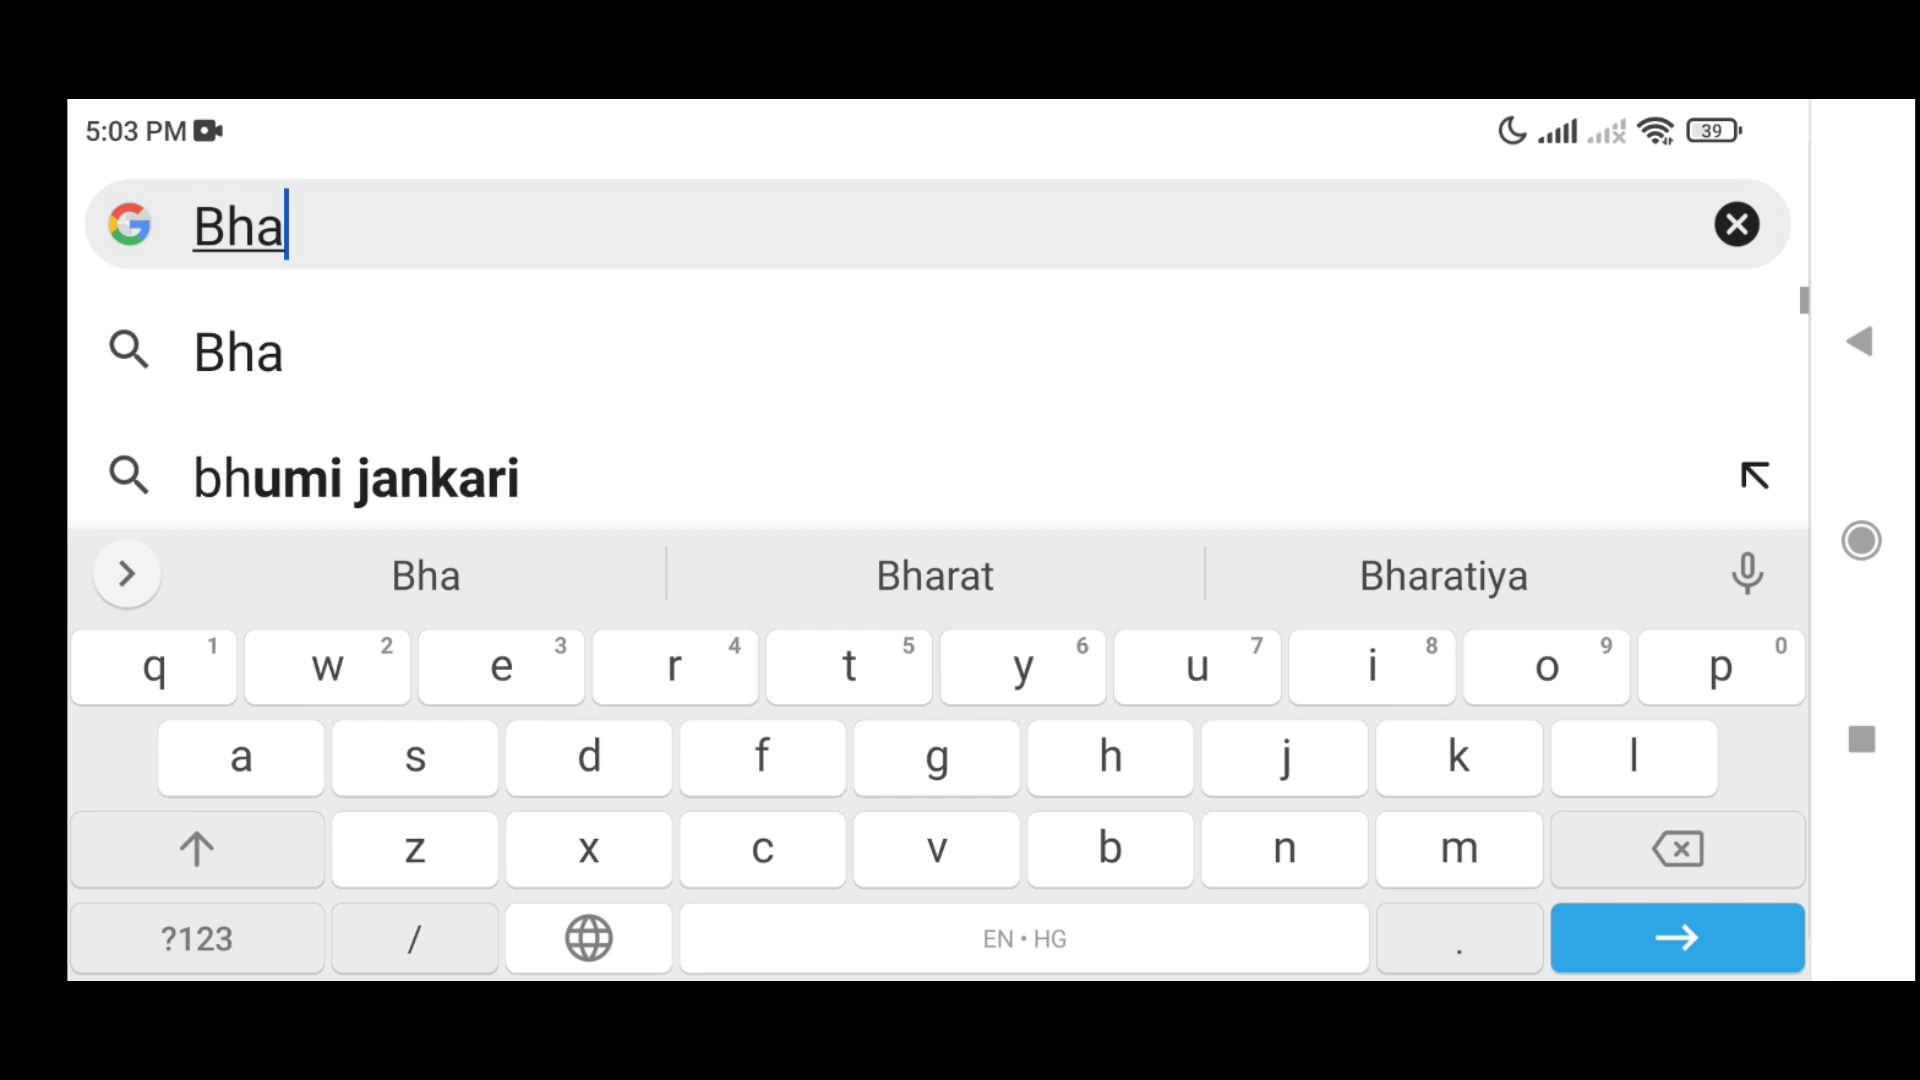 5:03 PM
39
Bha
Bha
bhumi jankari
Bha Bharat Bharatiya
q 1 w 2 e 3 r 4 t 5 y 6 u 7 i 8 o 9 p 0
a s d f g h j k l
z x c v b n m
?123 / EN • HG .